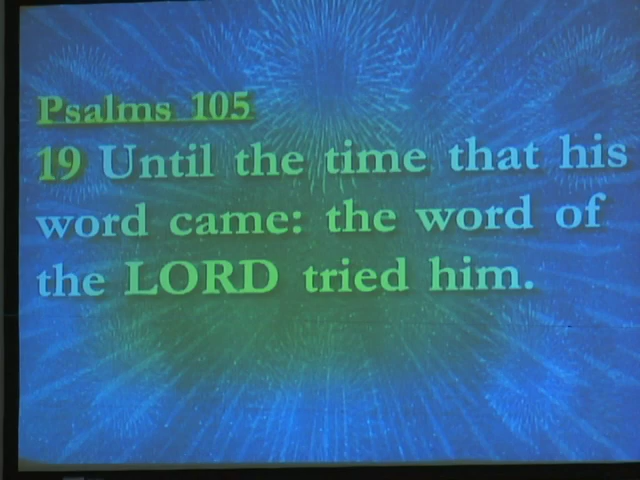 Psalms 105
19 Until the time that his
word came: the word of
the LORD tried him.